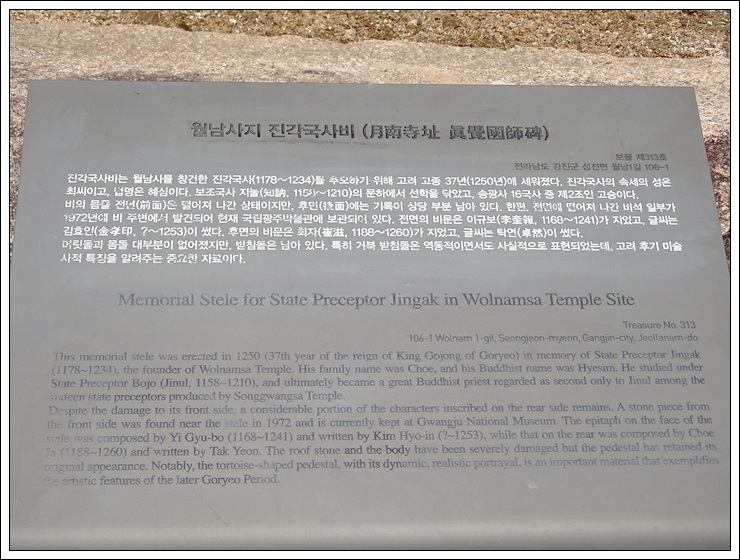 월남사지 진각국사비 (月南寺址 眞覺國師碑)
보물 제313호
전라남도 강진군 성전면 월남1길 106-1
진각국사비는 월남사를 창건한 진각국사(1178~1234)를 추모하기 위해 고려 고종 37년(1250년)에 세워졌다. 진각국사의 속세의 성은
최씨이고, 법명은 혜심이다. 보조국사 지눌(知訥, 1158~1210)의 문하에서 선학을 닦았고, 송광사 16국사 중 제2조인 고승이다.
비의 몸돌 전면(前面)은 떨어져 나간 상태이지만, 후면(後面)에는 기록이 상당 부분 남아 있다. 한편, 전면에 떨어져 나간 비석 일부가
1972년에 비 주변에서 발견되어 현재 국립광주박물관에 보관되어 있다. 전면의 비문은 이규보(李奎報, 1168~1241)가 지었고, 글씨는
김효인(金孝印, ?~1253)이 썼다. 후면의 비문은 최자(崔滋, 1188~1260)가 지었고, 글씨는 탁연(卓然)이 썼다.
머릿돌과 몸돌 대부분이 없어졌지만, 받침돌은 남아 있다. 특히 거북 받침돌은 역동적이면서도 사실적으로 표현되었는데, 고려 후기 미술
사적 특징을 알려주는 중요한 자료이다.
Memorial Stele for State Preceptor Jingak in Wolnamsa Temple Site
Treasure No. 313
106-1 Wolnam 1-gil, Seongjeon-myeon, Gangjin-city, Jeollanam-do
This memorial stele was erected in 1250 (37th year of the reign of King Gojong of Goryeo) in memory of State Preceptor Jingak
(1178~1234), the founder of Wolnamsa Temple. His family name was Choe, and his Buddhist name was Hyesim. He studied under
State Preceptor Bojo (Jinul, 1158~1210), and ultimately became a great Buddhist priest regarded as second only to Jinul among the
sixteen state preceptors produced by Songgwangsa Temple.
Despite the damage to its front side, a considerable portion of the characters inscribed on the rear side remains. A stone piece from
the front side was found near the stele in 1972 and is currently kept at Gwangju National Museum. The epitaph on the face of the
stele was composed by Yi Gyu-bo (1168~1241) and written by Kim Hyo-in (?~1253), while that on the rear was composed by Choe
Ja (1188~1260) and written by Tak Yeon. The roof stone and the body have been severely damaged but the pedestal has retained its
original appearance. Notably, the tortoise-shaped pedestal, with its dynamic, realistic portrayal, is an important material that exemplifies
the artistic features of the later Goryeo Period.